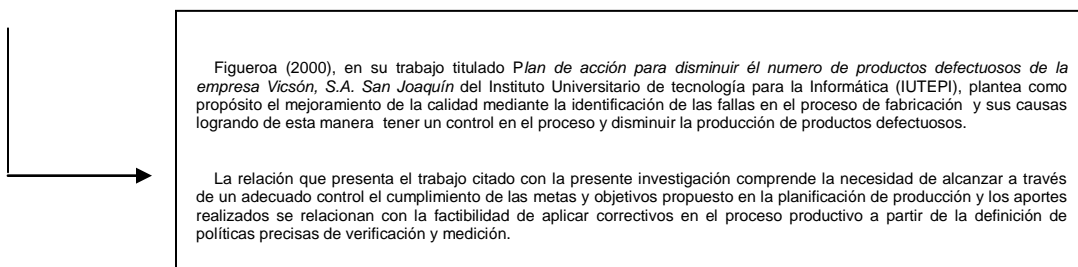 Figueroa (2000), en su trabajo titulado Plan de acción para disminuir él numero de productos defectuosos de la
empresa Vicsón, S.A. San Joaquín del Instituto Universitario de tecnología para la Informática (IUTEPI), plantea como
propósito el mejoramiento de la calidad mediante la identificación de las fallas en el proceso de fabricación y sus causas
logrando de esta manera tener un control en el proceso y disminuir la producción de productos defectuosos.
La relación que presenta el trabajo citado con la presente investigación comprende la necesidad de alcanzar a través
de un adecuado control el cumplimiento de las metas y objetivos propuesto en la planificación de producción y los aportes
realizados se relacionan con la factibilidad de aplicar correctivos en el proceso productivo a partir de la definición de
políticas precisas de verificación y medición.